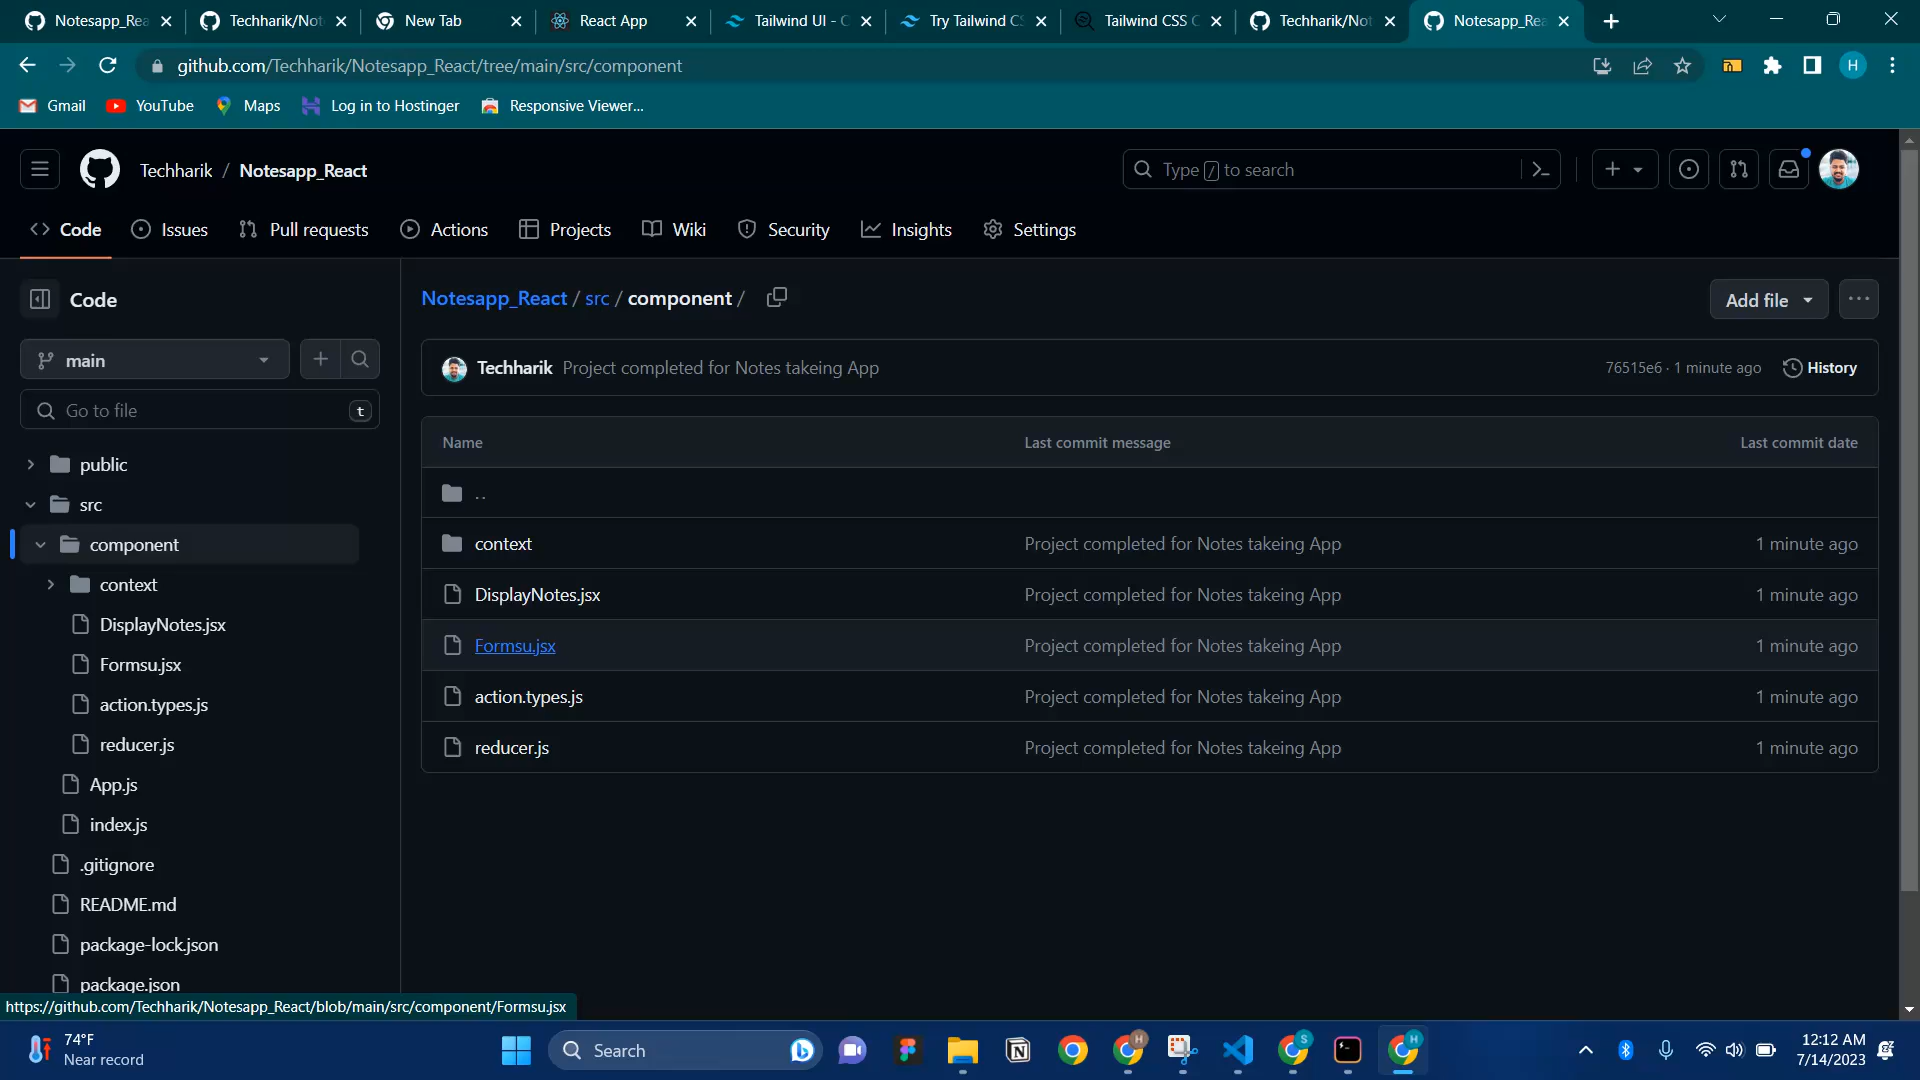 Notesapp_Rea
Techharik/Not
New Tab
React App
Tailwind UI - C
Try Tailwind CS
Tailwind CSS C
Techharik/Not
Notesapp_Rea
github.com/Techharik/Notesapp_React/tree/main/src/component
H
Gmail
YouTube
Maps
Log in to Hostinger
Responsive Viewer...
Techharik / Notesapp_React
Type / to search
Code
Issues
Pull requests
Actions
Projects
Wiki
Security
Insights
Settings
Code
Notesapp_React / src / component /
Add file
main
Techharik Project completed for Notes takeing App
76515e6 · 1 minute ago
History
Go to file
t
Name
Last commit message
Last commit date
public
src
component
context
DisplayNotes.jsx
Formsu.jsx
action.types.js
reducer.js
App.js
index.js
.gitignore
README.md
package-lock.json
package.json
..
context Project completed for Notes takeing App 1 minute ago
DisplayNotes.jsx Project completed for Notes takeing App 1 minute ago
Formsu.jsx Project completed for Notes takeing App 1 minute ago
action.types.js Project completed for Notes takeing App 1 minute ago
reducer.js Project completed for Notes takeing App 1 minute ago
https://github.com/Techharik/Notesapp_React/blob/main/src/component/Formsu.jsx
74°F
Near record
Search
H
S
H
12:12 AM
7/14/2023